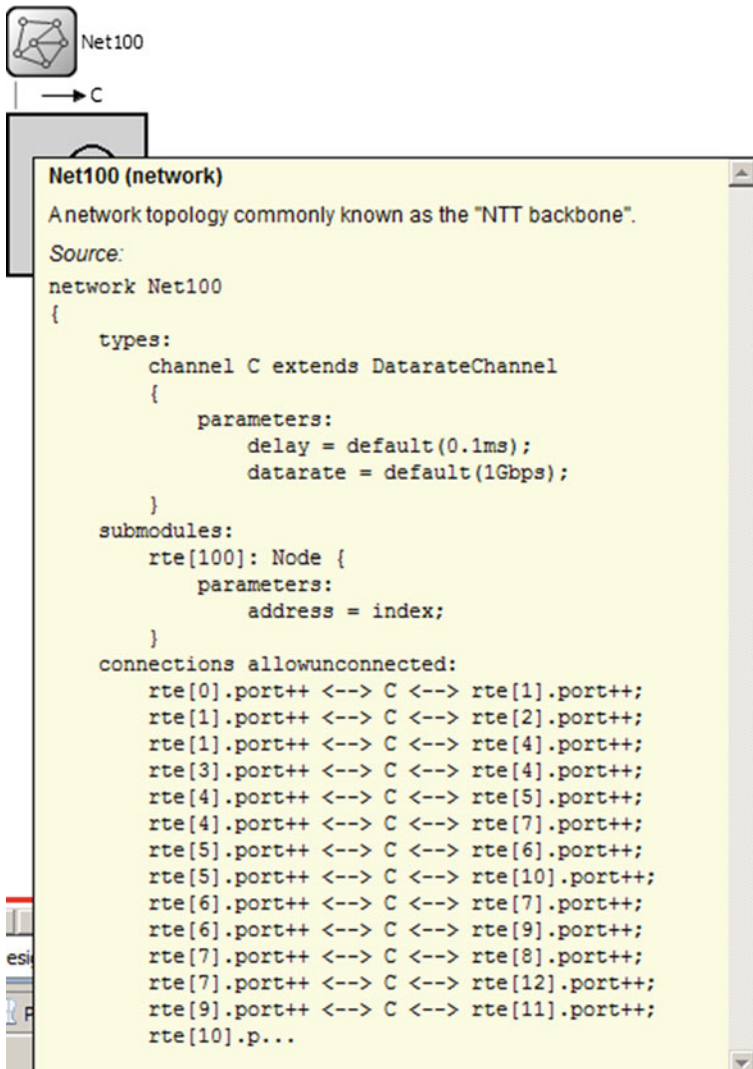 Net100
C
Net100 (network)
A network topology commonly known as the "NTT backbone".
Source:
network Net100
{
    types:
        channel C extends DatarateChannel
        {
            parameters:
                delay = default(0.1ms);
                datarate = default(1Gbps);
        }
    submodules:
        rte[100]: Node {
            parameters:
                address = index;
        }
    connections allowunconnected:
        rte[0].port++ <--> C <--> rte[1].port++;
        rte[1].port++ <--> C <--> rte[2].port++;
        rte[1].port++ <--> C <--> rte[4].port++;
        rte[3].port++ <--> C <--> rte[4].port++;
        rte[4].port++ <--> C <--> rte[5].port++;
        rte[4].port++ <--> C <--> rte[7].port++;
        rte[5].port++ <--> C <--> rte[6].port++;
        rte[5].port++ <--> C <--> rte[10].port++;
        rte[6].port++ <--> C <--> rte[7].port++;
        rte[6].port++ <--> C <--> rte[9].port++;
        rte[7].port++ <--> C <--> rte[8].port++;
        rte[7].port++ <--> C <--> rte[12].port++;
        rte[9].port++ <--> C <--> rte[11].port++;
        rte[10].p...